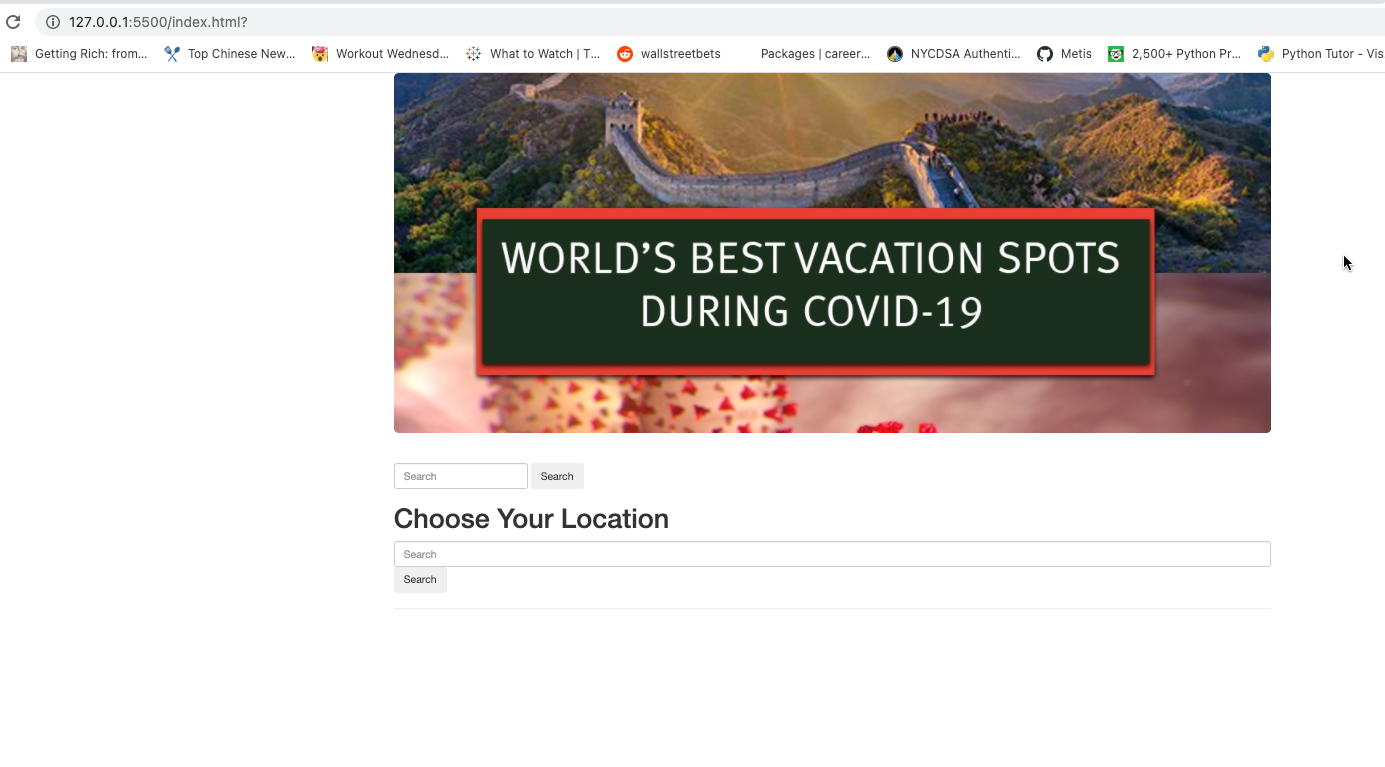 127.0.0.1:5500/index.html?
Getting Rich: from... Top Chinese New... Workout Wednesd... What to Watch | T... wallstreetbets Packages | career... NYCDSA Authenti... Metis 2,500+ Python Pr... Python Tutor - Vis
WORLD'S BEST VACATION SPOTS
DURING COVID-19
Search Search
Choose Your Location
Search
Search